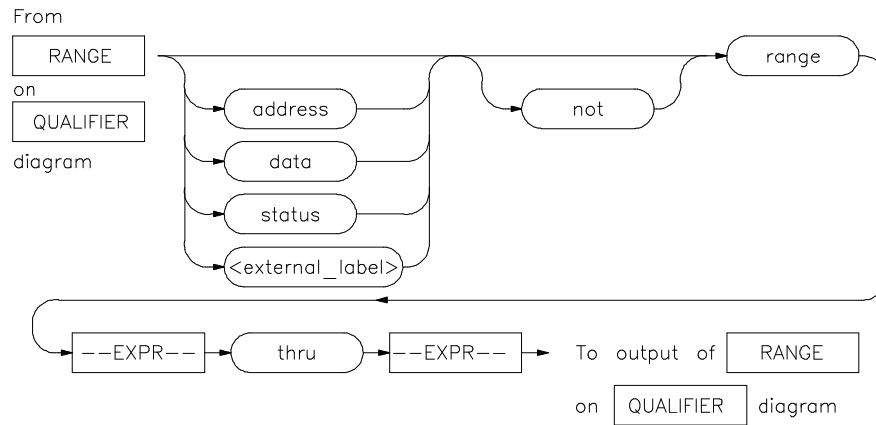 From
RANGE
on
QUALIFIER
diagram
address
data
status
<external_label>
not
range
--EXPR--
thru
--EXPR--
To output of RANGE
on QUALIFIER diagram